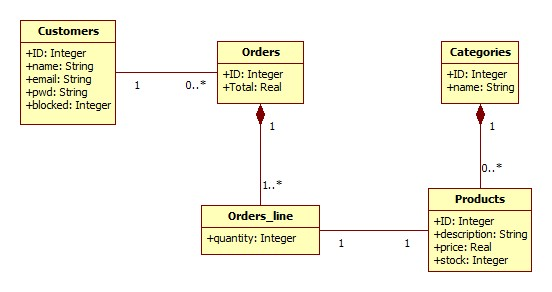 Customers
+ID: Integer
+name: String
+email: String
+pwd: String
+blocked: Integer
1
0..*
Orders
+ID: Integer
+Total: Real
1
1..*
Categories
+ID: Integer
+name: String
1
0..*
Orders_line
+quantity: Integer
1
1
Products
+ID: Integer
+description: String
+price: Real
+stock: Integer